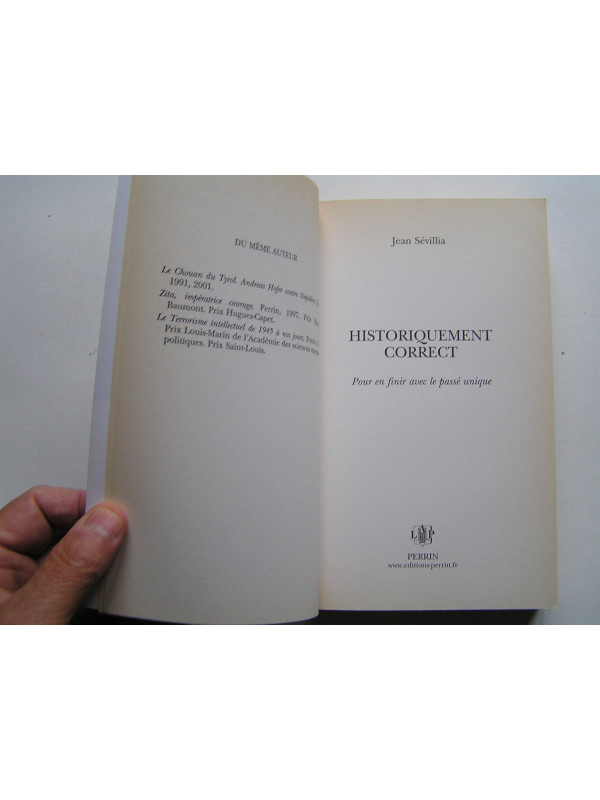 DU MÊME AUTEUR
Le Chouan du Tyrol. Andreas Hofer contre Napoléon
1991, 2001.
Zita, impératrice courage, Perrin, 1997. Prix
Baumont. Prix Hugues-Capet.
Le Terrorisme intellectuel de 1945 à nos jours,
Prix Louis-Marin de l'Académie des sciences
politiques. Prix Saint-Louis.
Jean Sévillia
HISTORIQUEMENT
CORRECT
Pour en finir avec le passé unique
PERRIN
www.editions-perrin.fr